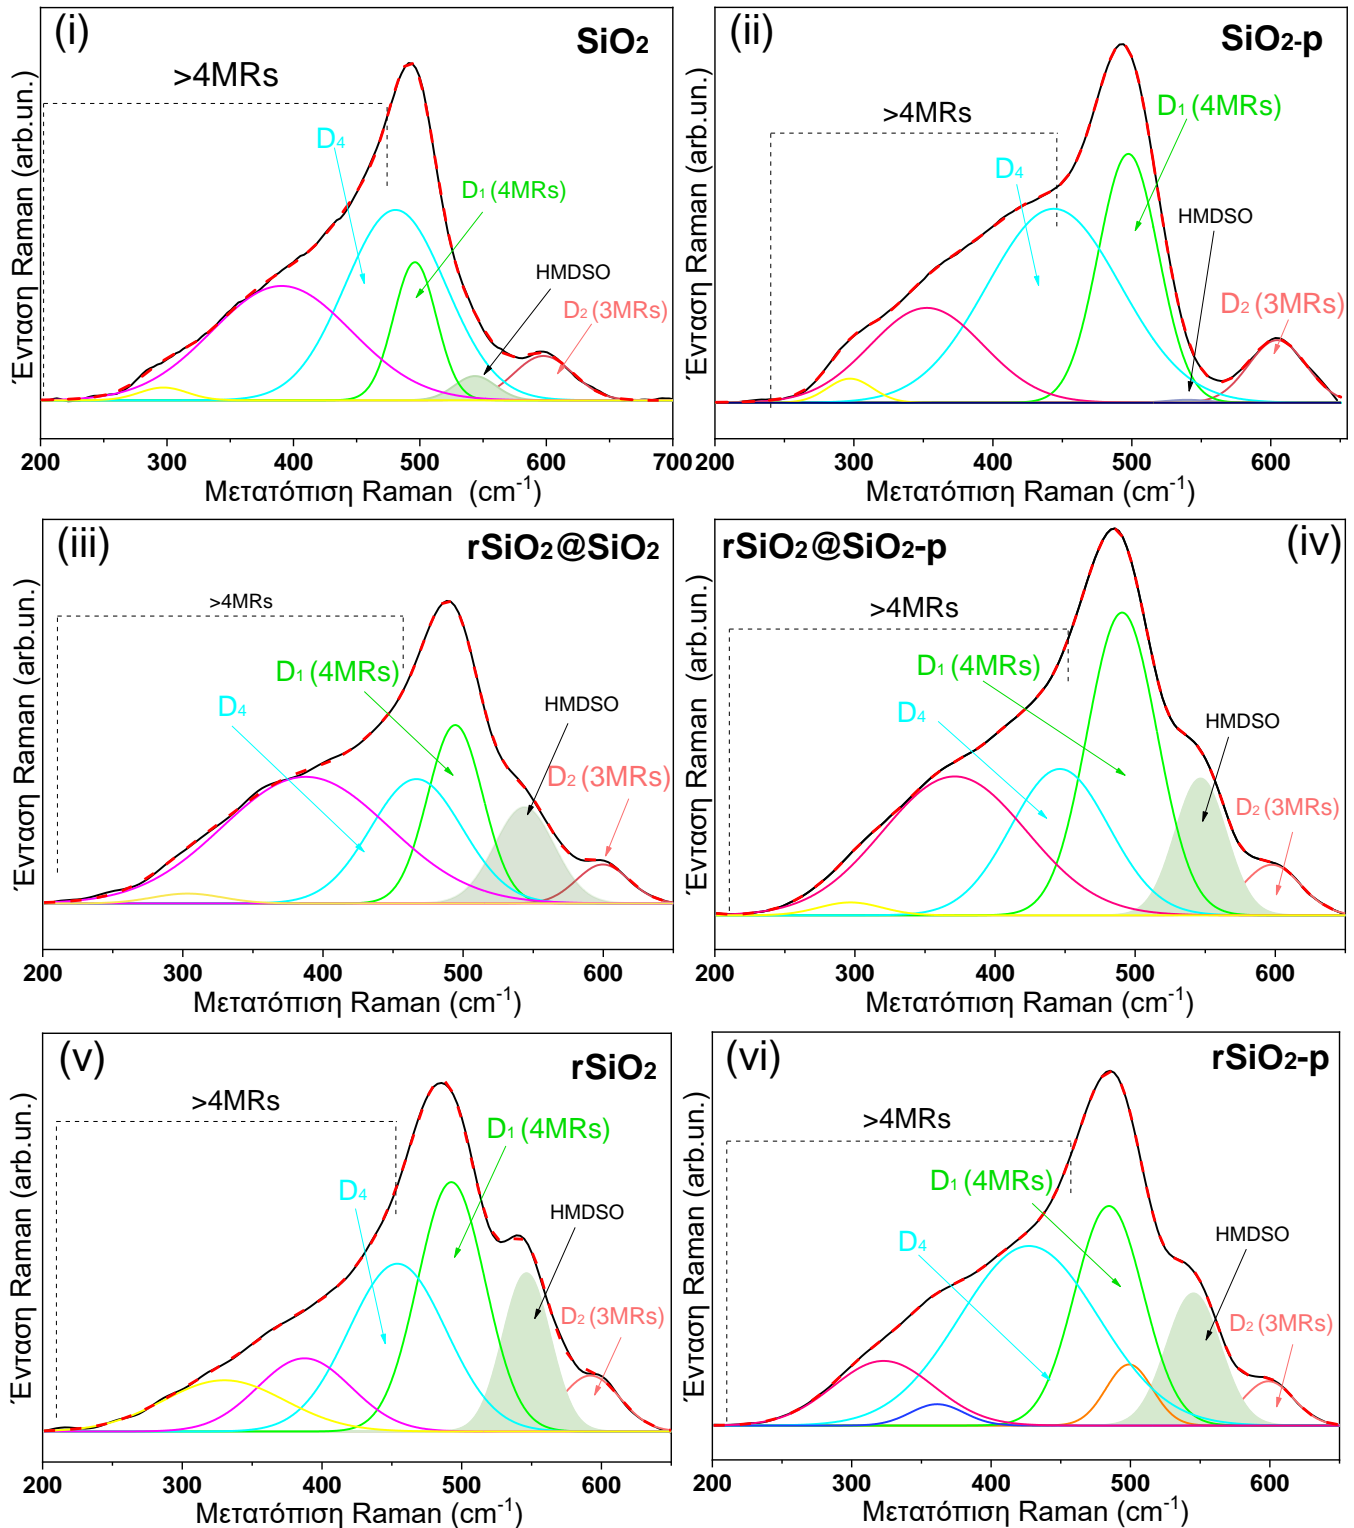 (i)
SiO2
>4MRs
D4
D1 (4MRs)
HMDSO
D2 (3MRs)
Ένταση Raman (arb.un.)
200 300 400 500 600 700
Μετατόπιση Raman (cm-1)
(ii)
SiO2-p
D1 (4MRs)
>4MRs
D4
HMDSO
D2 (3MRs)
Ένταση Raman (arb.un.)
200 300 400 500 600
Μετατόπιση Raman (cm-1)
(iii)
rSiO2@SiO2
>4MRs
D1 (4MRs)
D4
HMDSO
D2 (3MRs)
Ένταση Raman (arb.un.)
200 300 400 500 600
Μετατόπιση Raman (cm-1)
rSiO2@SiO2-p
(iv)
>4MRs
D1 (4MRs)
D4
HMDSO
D2 (3MRs)
Ένταση Raman (arb.un.)
200 300 400 500 600
Μετατόπιση Raman (cm-1)
(v)
rSiO2
>4MRs
D1 (4MRs)
D4
HMDSO
D2 (3MRs)
Ένταση Raman (arb.un.)
200 300 400 500 600
Μετατόπιση Raman (cm-1)
(vi)
rSiO2-p
>4MRs
D1 (4MRs)
D4
HMDSO
D2 (3MRs)
Ένταση Raman (arb.un.)
200 300 400 500 600
Μετατόπιση Raman (cm-1)